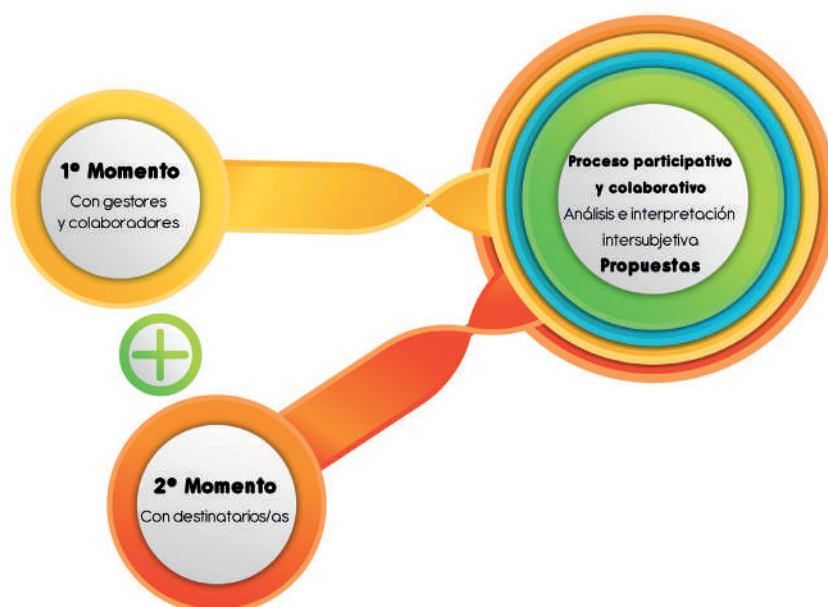 1º Momento
Con gestores
y colaboradores
Proceso participativo
y colaborativo
Análisis e interpretación
intersubjetiva
Propuestas
2º Momento
Con destinatarios/as